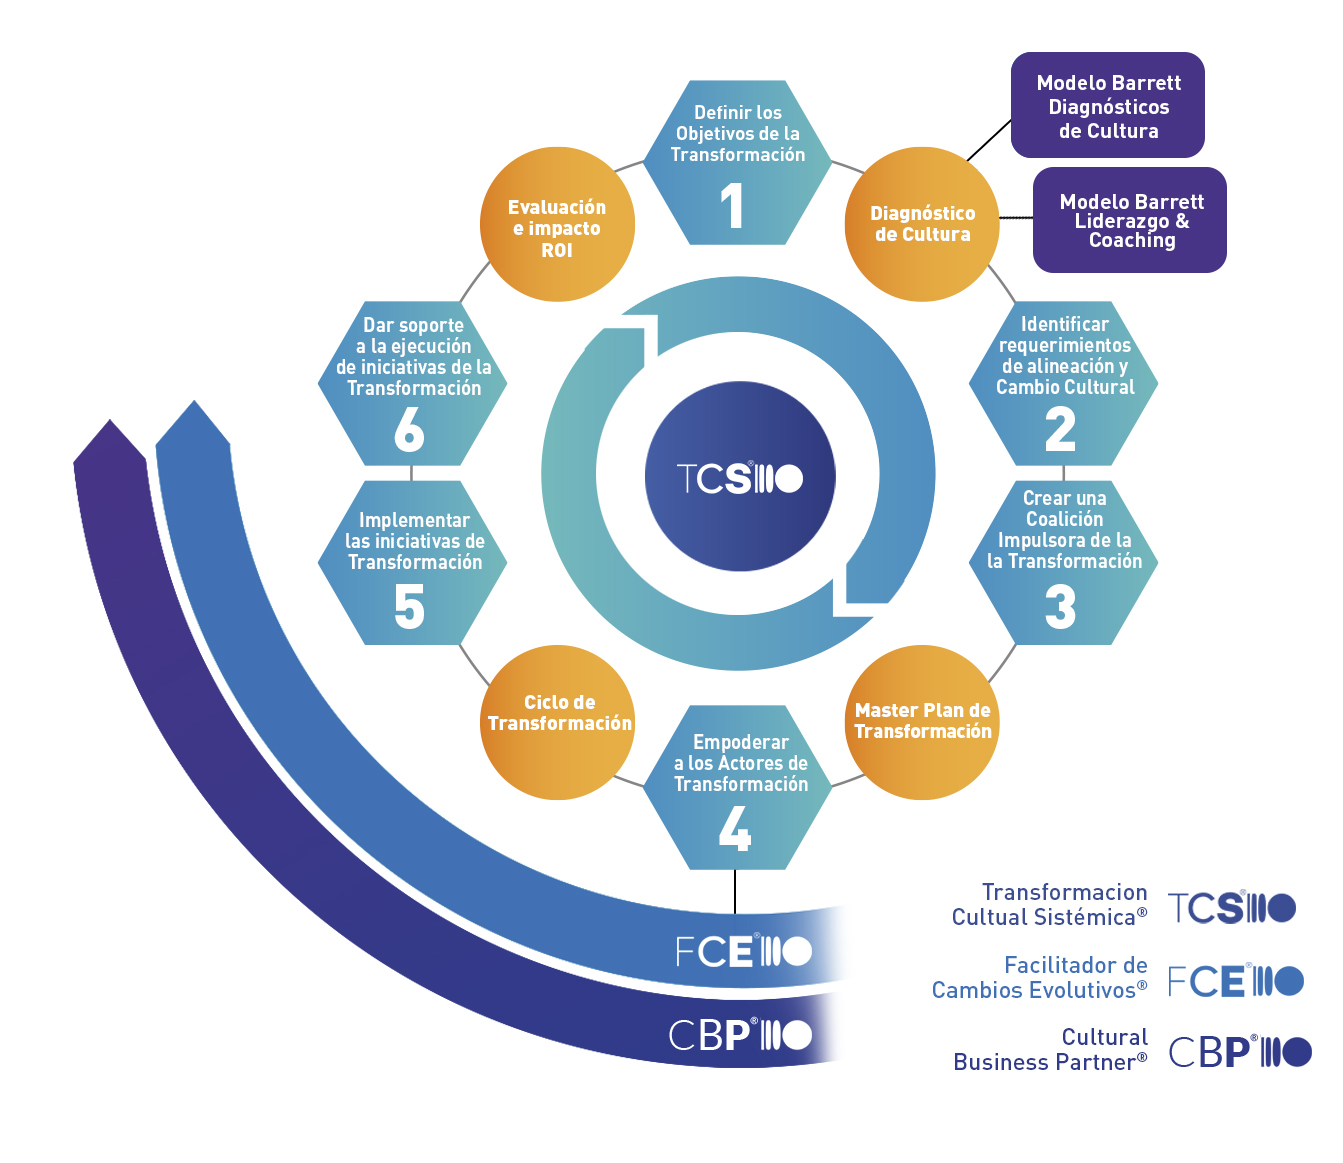 Definir los
Objetivos de la
Transformación
1
Diagnóstico
de Cultura
Modelo Barrett
Diagnósticos
de Cultura
Modelo Barrett
Liderazgo &
Coaching
Identificar
requerimientos
de alineación y
Cambio Cultural
2
Crear una
Coalición
Impulsora de la
la Transformación
3
Master Plan de
Transformación
Empoderar
a los Actores de
Transformación
4
Ciclo de
Transformación
Implementar
las iniciativas de
Transformación
5
Dar soporte
a la ejecución
de iniciativas de la
Transformación
6
Evaluación
e impacto
ROI
TCS®
FCE®
CBP®
Transformacion
Cultual Sistémica®
TCS®
Facilitador de
Cambios Evolutivos®
FCE®
Cultural
Business Partner®
CBP®